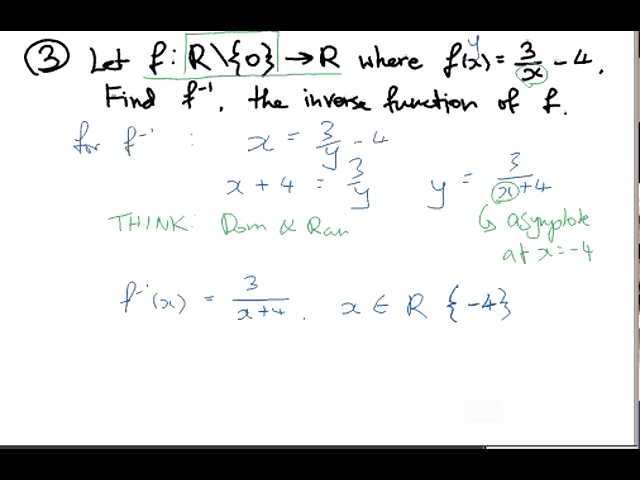 ③ Let f: R\{0} → R where f(x) = 3/x - 4.
y
Find f⁻¹, the inverse function of f.
for f⁻¹ : x = 3/y - 4
x + 4 = 3/y y = 3/(x+4)
THINK: Dom & Ran ↳ asymptote
at x = -4
f⁻¹(x) = 3/(x+4), x ∈ R {-4}